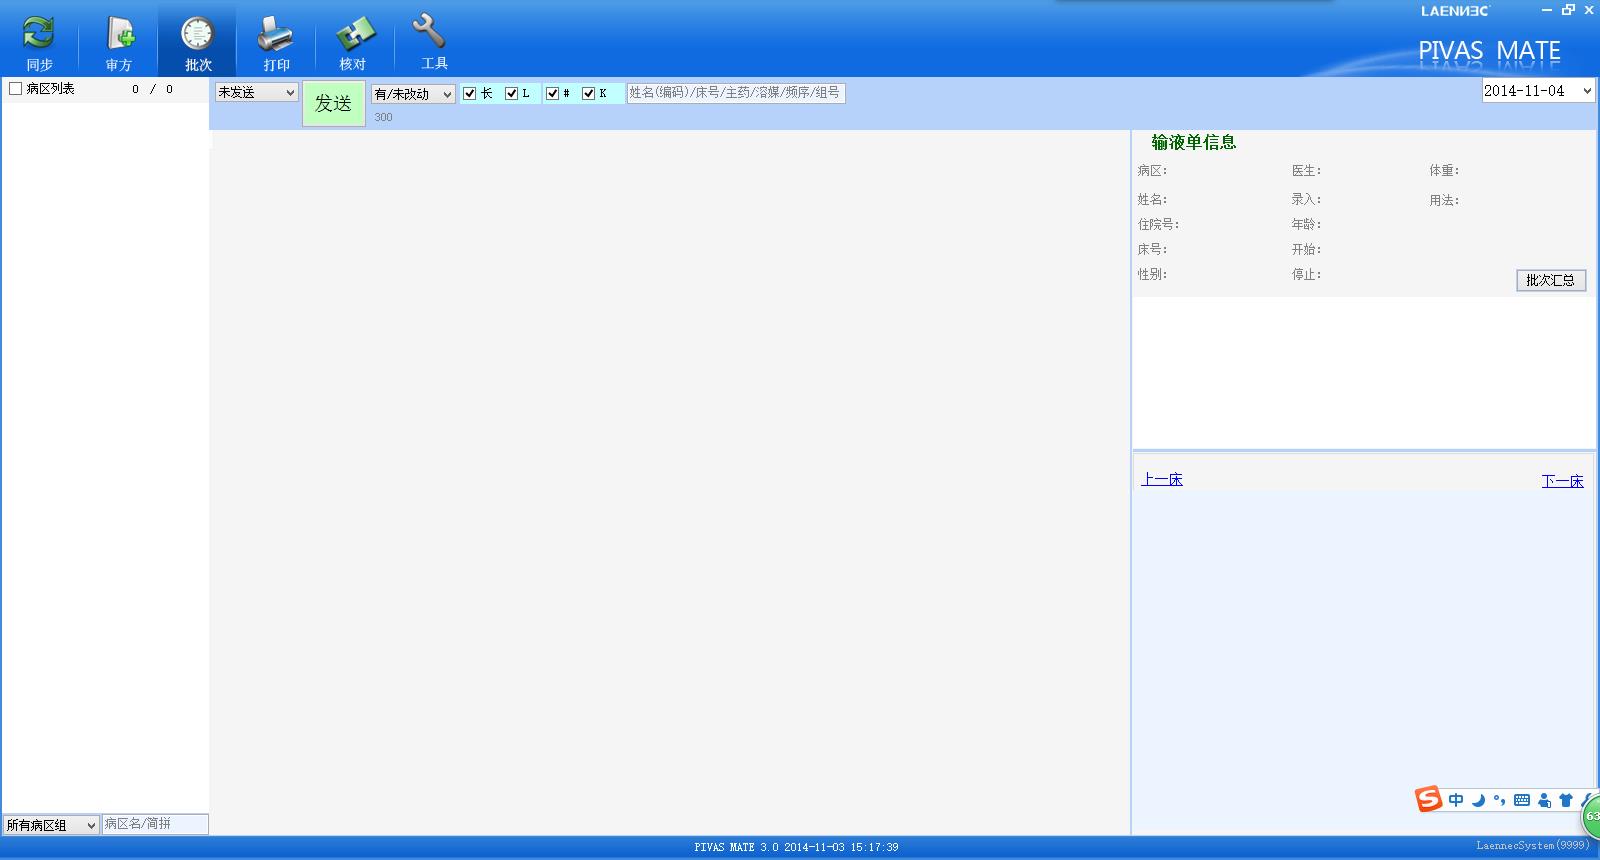 LAENNEC
PIVAS MATE
同步
审方
批次
打印
核对
工具
病区列表 0 / 0
未发送
发送
有/未改动
长
L
#
K
姓名(编码)/床号/主药/溶媒/频序/组号
2014-11-04
300
输液单信息
病区: 医生: 体重:
姓名: 录入: 用法:
住院号: 年龄:
床号: 开始:
性别: 停止:
批次汇总
上一床 下一床
中
63
所有病区组 病区名/简拼
PIVAS MATE 3.0 2014-11-03 15:17:39
LaennecSystem(9999)